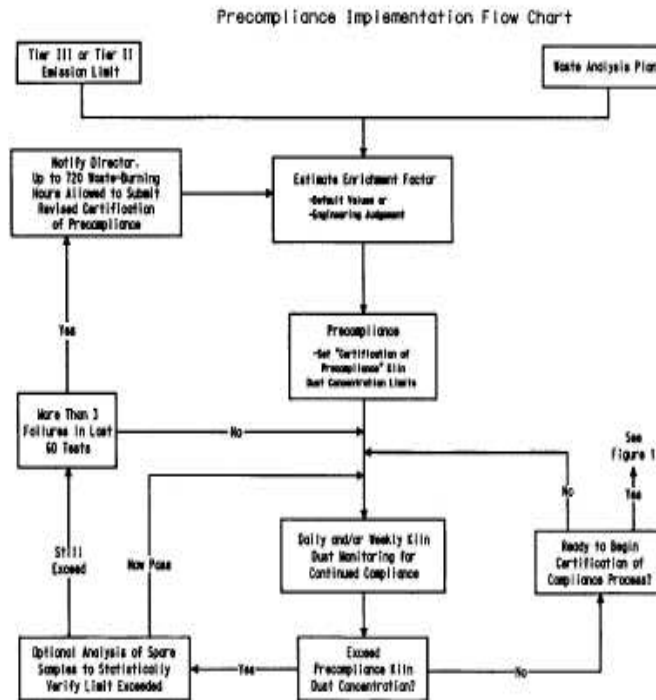 Precompliance Implementation Flow Chart
Tier III or Tier II
Emission Limit
Waste Analysis Plan
Notify Director.
Up to 720 Waste-Burning
Hours Allowed to Submit
Revised Certification
of Precompliance
Estimate Enrichment Factor
-Default Values or
-Engineering Judgment
Yes
Precompliance
-Set "Certification of
Precompliance" Kiln
Dust Concentration Limits
More Than 3
Failures in Last
60 Tests
No
See
Figure 1
No
Yes
Still
Exceed
Now Pass
Daily and/or Weekly Kiln
Dust Monitoring for
Continued Compliance
Ready to Begin
Certification of
Compliance Process?
Optional Analysis of Spare
Samples to Statistically
Verify Limit Exceeded
Yes
Exceed
Precompliance Kiln
Dust Concentration?
No